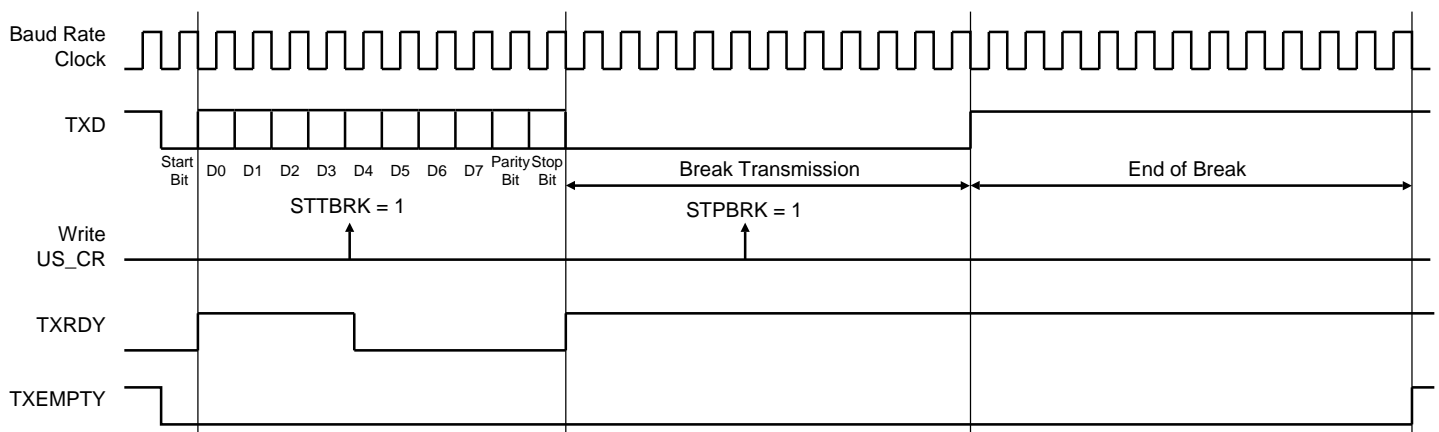 Baud Rate
Clock
TXD
Start
Bit
D0 D1 D2 D3 D4 D5 D6 D7
Parity
Bit
Stop
Bit
Break Transmission
End of Break
STTBRK = 1
STPBRK = 1
Write
US_CR
TXRDY
TXEMPTY